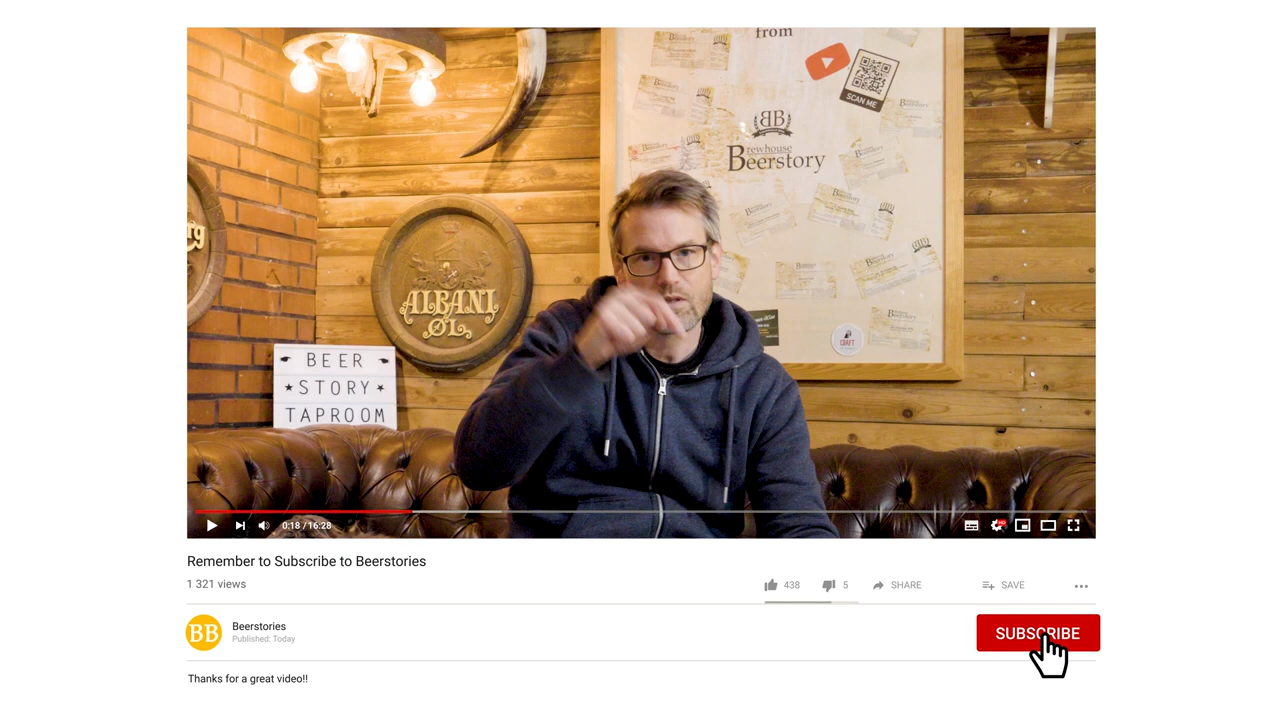 from
SCAN ME
BB
Brewhouse
Beerstory
ALBANI
ØL
CRAFT
BEER
STORY
TAPROOM
0:18 / 16:28
HD
Remember to Subscribe to Beerstories
1 321 views
438
5
SHARE
SAVE
BB
Beerstories
Published: Today
SUBSCRIBE
Thanks for a great video!!